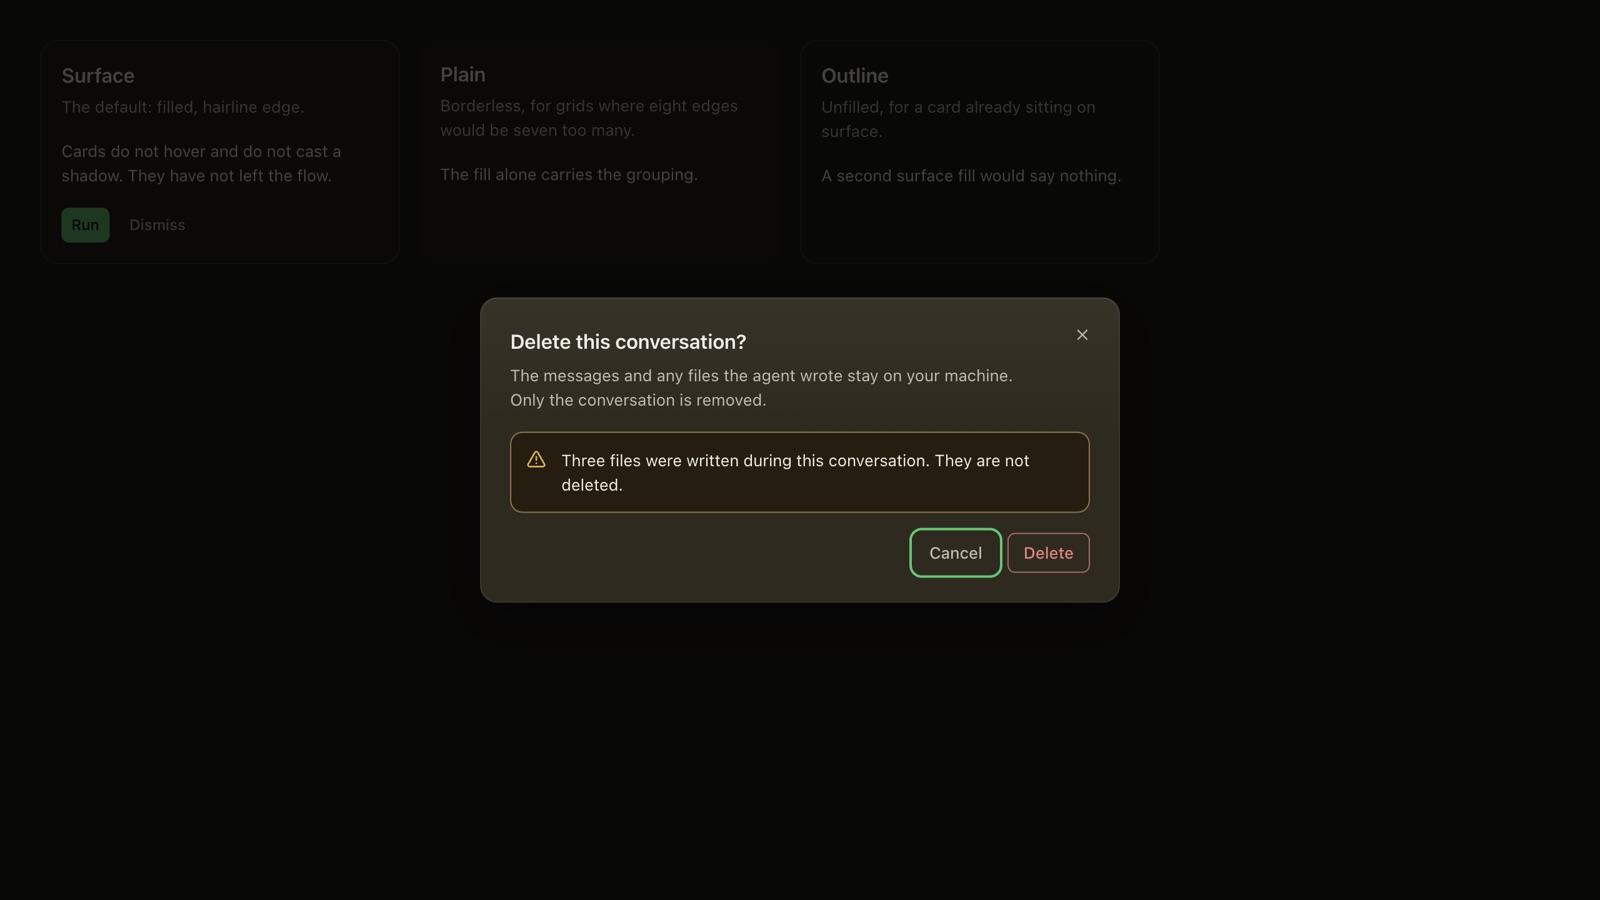 Surface
The default: filled, hairline edge.
Cards do not hover and do not cast a
shadow. They have not left the flow.
Run
Dismiss
Plain
Borderless, for grids where eight edges
would be seven too many.
The fill alone carries the grouping.
Outline
Unfilled, for a card already sitting on
surface.
A second surface fill would say nothing.
Delete this conversation?
The messages and any files the agent wrote stay on your machine.
Only the conversation is removed.
Three files were written during this conversation. They are not
deleted.
Cancel
Delete